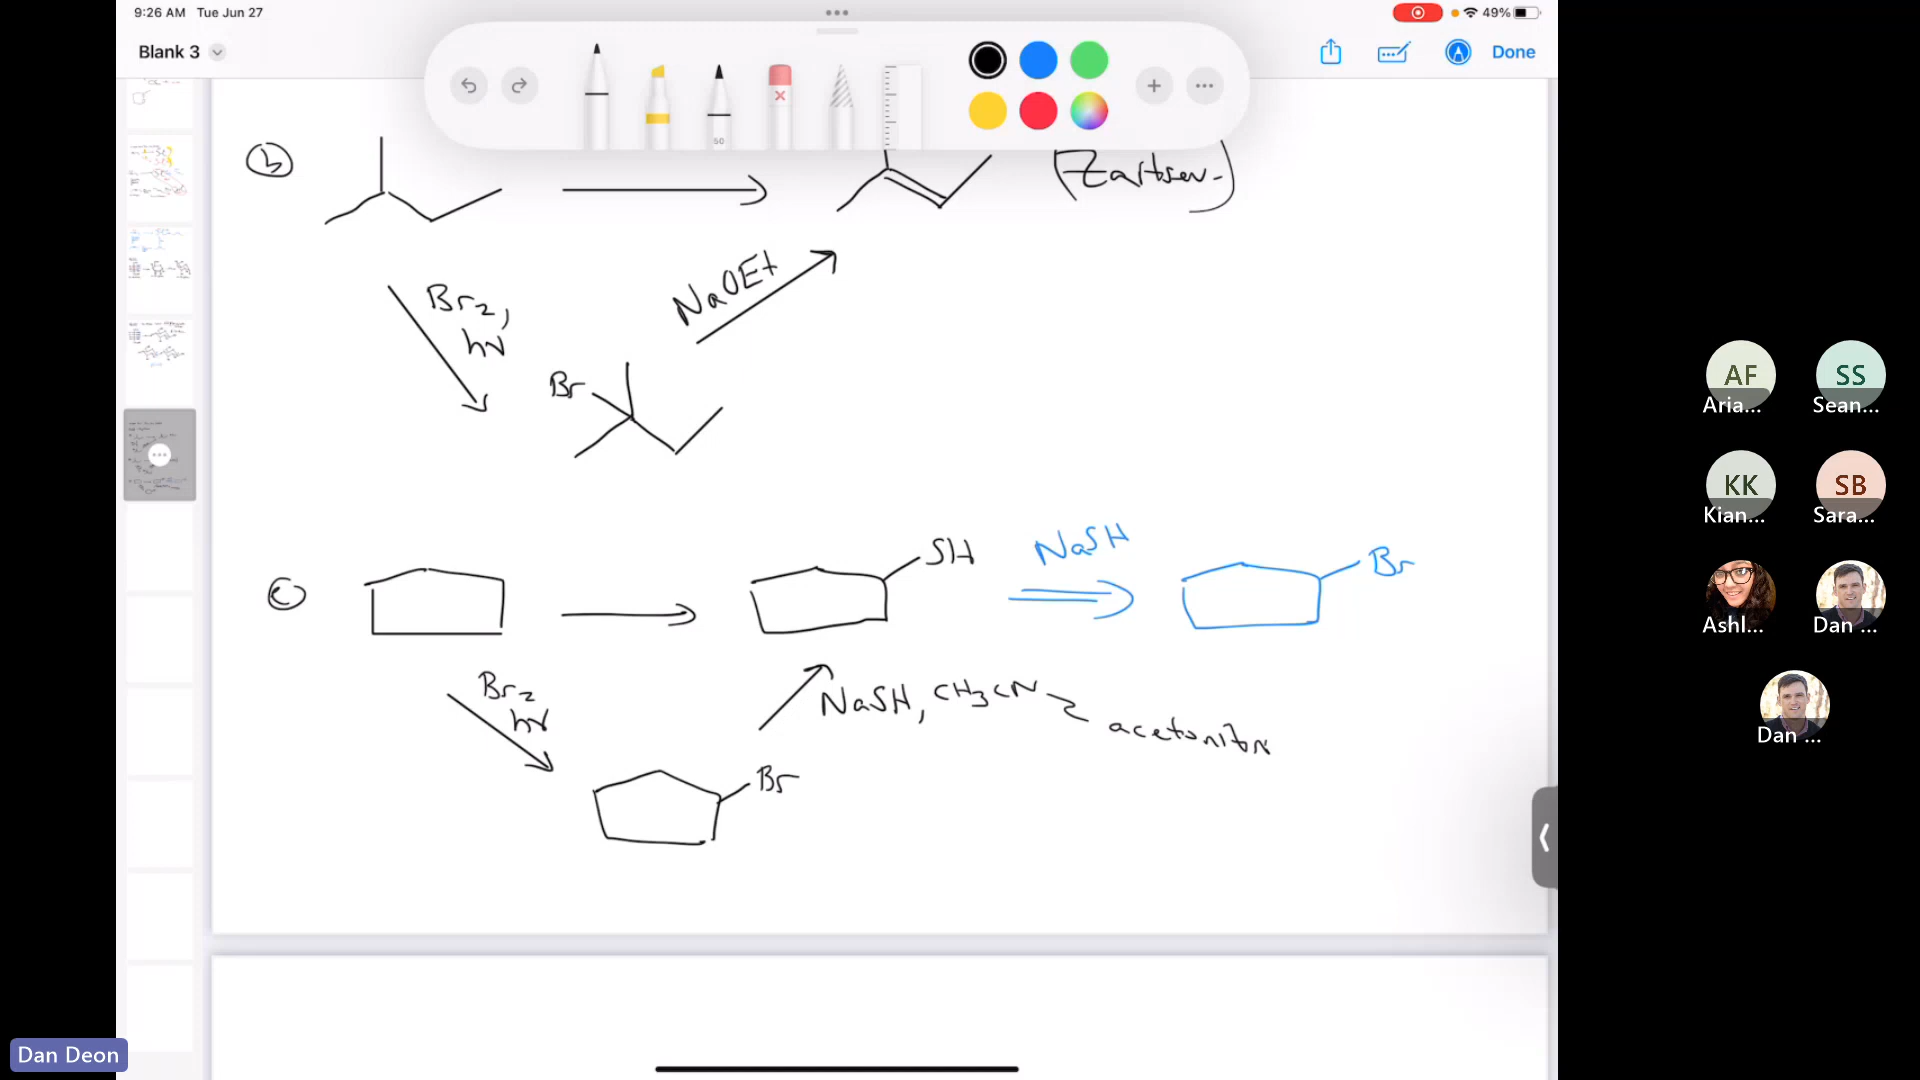 9:26 AM Tue Jun 27
49%
Blank 3
Done
50
b
(Zaitsev-)
Br2,
hν
NaOEt
Br
c
SH
NaSH
Br
Br2
hν
NaSH, CH3CN
Br
AF
Aria...
SS
Sean...
KK
Kian...
SB
Sara...
Ashl...
Dan ...
Dan ...
Dan Deon